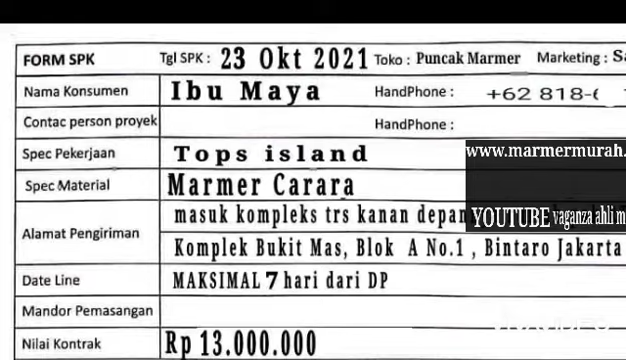 FORM SPK Tgl SPK : 23 Okt 2021 Toko : Puncak Marmer Marketing :
Nama Konsumen Ibu Maya HandPhone : +62 818-
Contac person proyek HandPhone :
Spec Pekerjaan Tops island
www.marmermurah.
Spec Material Marmer Carara
Alamat Pengiriman masuk kompleks trs kanan depan
YOUTUBE vaganza ahli
Komplek Bukit Mas, Blok A No.1 , Bintaro Jakarta
Date Line MAKSIMAL 7 hari dari DP
Mandor Pemasangan
Nilai Kontrak Rp 13.000.000